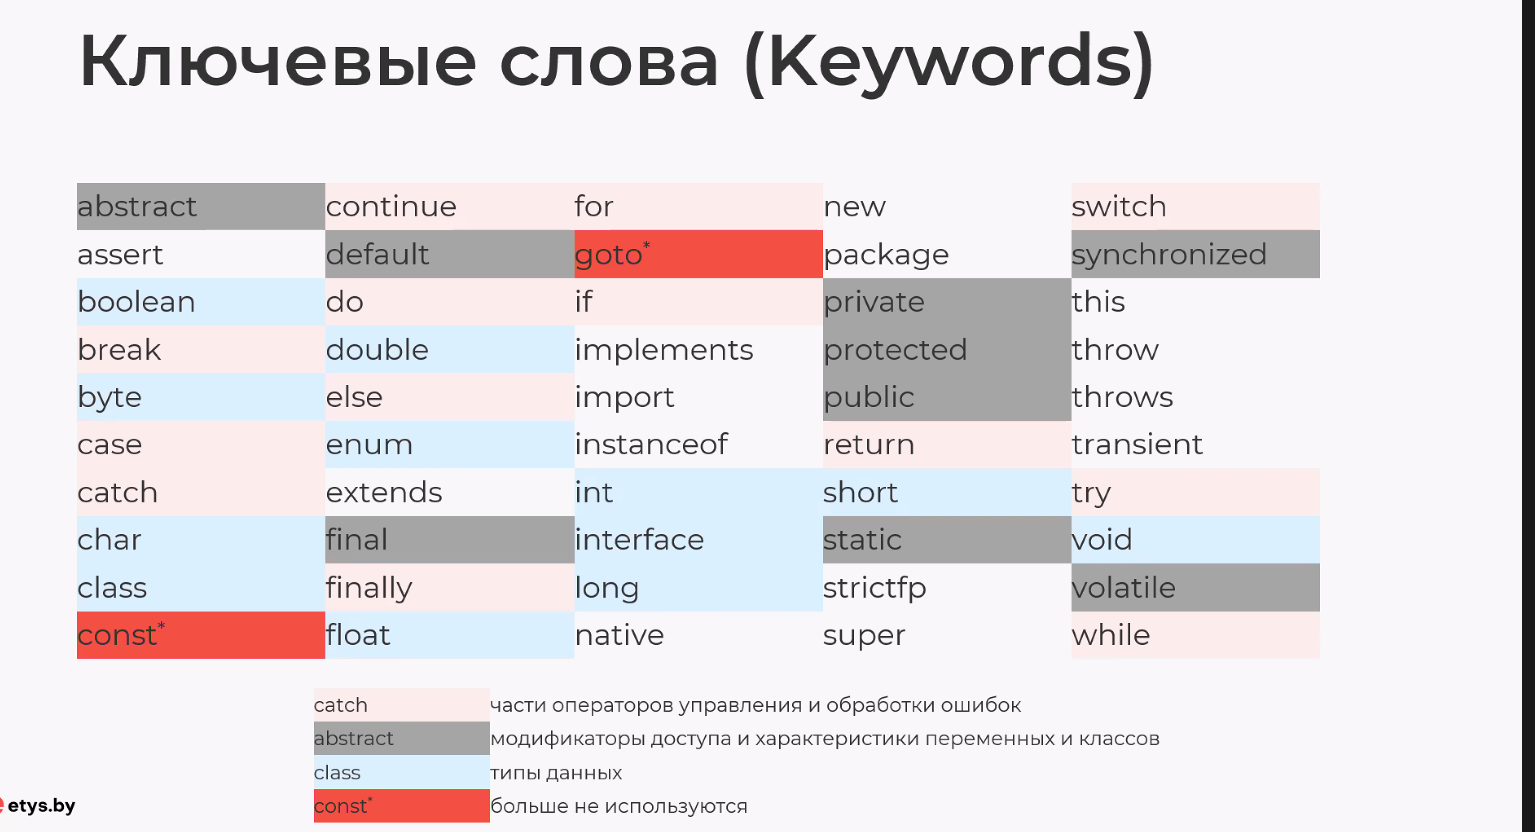 Ключевые слова (Keywords)
abstract continue for new switch
assert default goto* package synchronized
boolean do if private this
break double implements protected throw
byte else import public throws
case enum instanceof return transient
catch extends int short try
char final interface static void
class finally long strictfp volatile
const* float native super while
catch части операторов управления и обработки ошибок
abstract модификаторы доступа и характеристики переменных и классов
class типы данных
const* больше не используются
etys.by